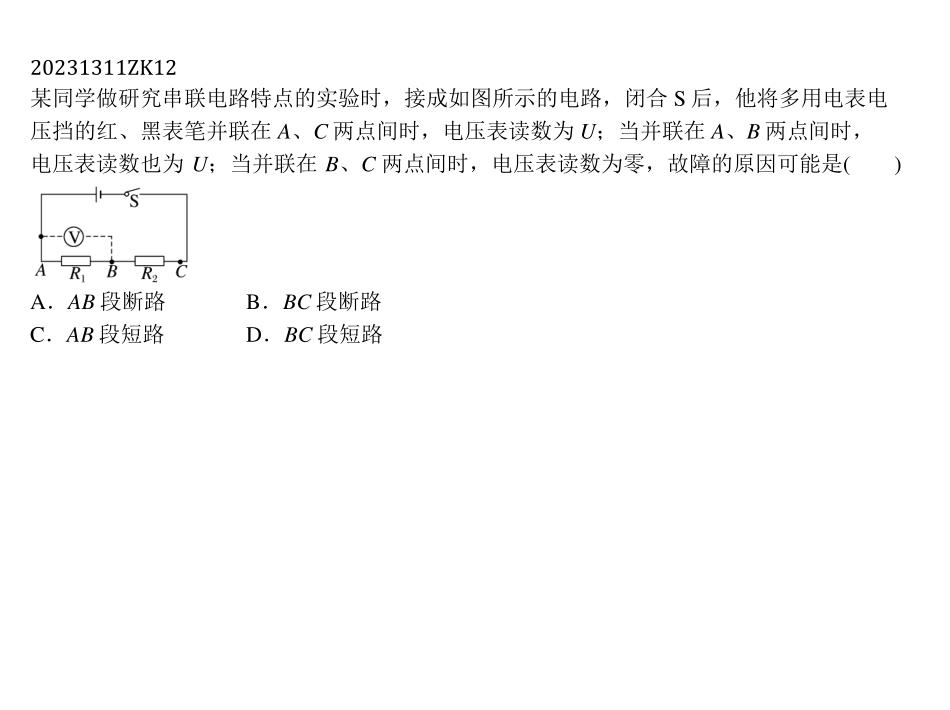 20231311ZK12
某同学做研究串联电路特点的实验时，接成如图所示的电路，闭合 S 后，他将多用电表电
压挡的红、黑表笔并联在 A、C 两点间时，电压表读数为 U；当并联在 A、B 两点间时，
电压表读数也为 U；当并联在 B、C 两点间时，电压表读数为零，故障的原因可能是(　　)
S
V
A R₁ B R₂ C
A．AB 段断路　　　　B．BC 段断路
C．AB 段短路　　　　D．BC 段短路